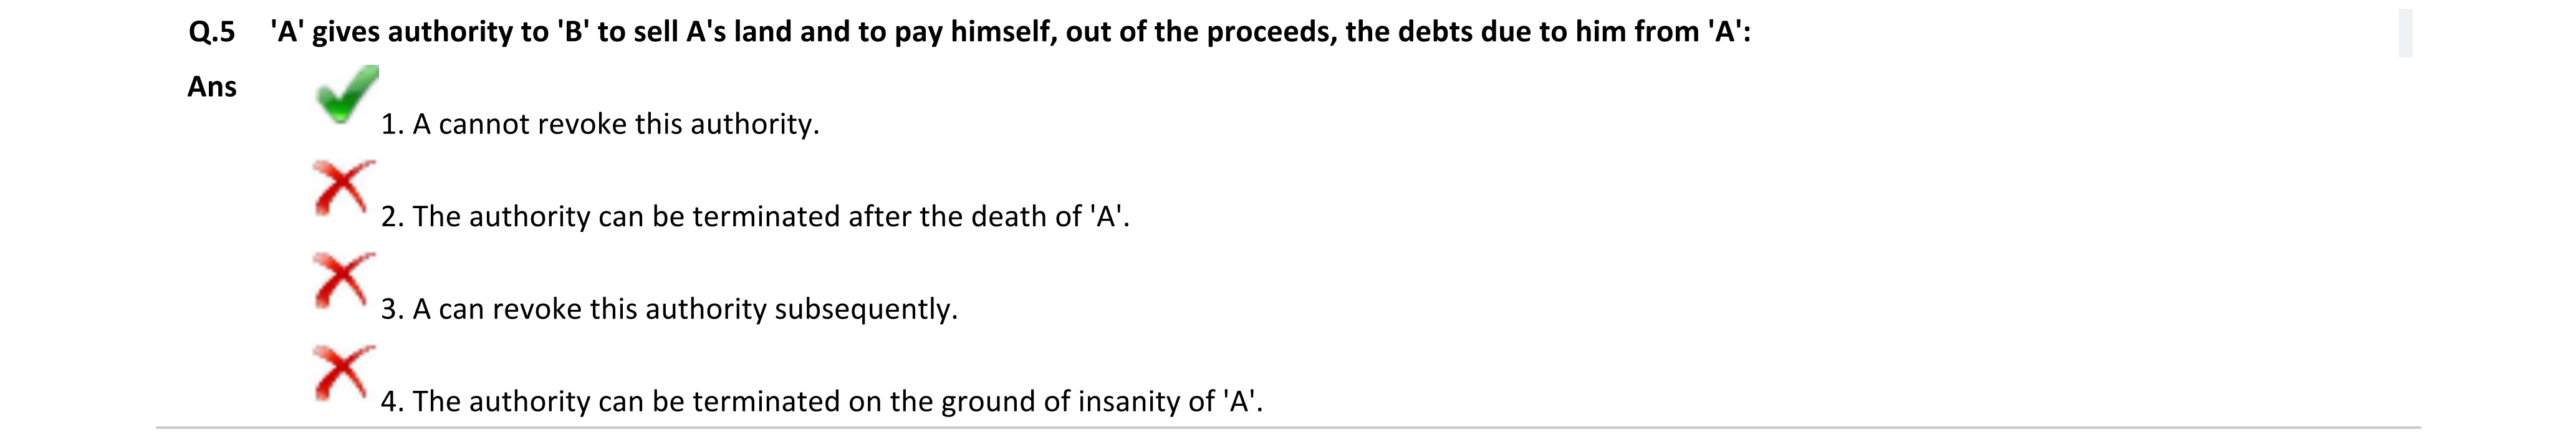 Q.5 'A' gives authority to 'B' to sell A's land and to pay himself, out of the proceeds, the debts due to him from 'A':
Ans
1. A cannot revoke this authority.
2. The authority can be terminated after the death of 'A'.
3. A can revoke this authority subsequently.
4. The authority can be terminated on the ground of insanity of 'A'.